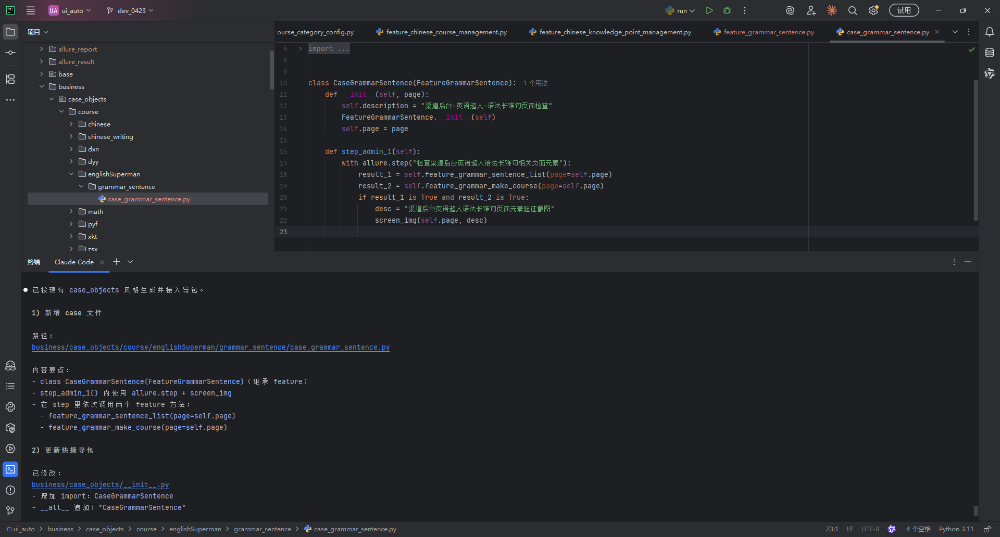 PC
UA ui_auto
dev_0423
run
试用
项目
ourse_category_config.py
feature_chinese_course_management.py
feature_chinese_knowledge_point_management.py
feature_grammar_sentence.py
case_grammar_sentence.py
allure_report
allure_result
base
business
case_objects
course
chinese
chinese_writing
dxn
dyy
englishSuperman
grammar_sentence
case_grammar_sentence.py
math
pyf
xkt
zsx
4 import ...
8
9
10 class CaseGrammarSentence(FeatureGrammarSentence): 1 个用法
11 def __init__(self, page):
12 self.description = "渠道后台-英语超人-语法长难句页面检查"
13 FeatureGrammarSentence.__init__(self)
14 self.page = page
15
16 def step_admin_1(self):
17 with allure.step("检查渠道后台英语超人语法长难句相关页面元素"):
18 result_1 = self.feature_grammar_sentence_list(page=self.page)
19 result_2 = self.feature_grammar_make_course(page=self.page)
20 if result_1 is True and result_2 is True:
21 desc = "渠道后台英语超人语法长难句页面元素验证截图"
22 screen_img(self.page, desc)
23
终端
Claude Code
已按现有 case_objects 风格生成并接入导包。
1) 新增 case 文件
路径：
business/case_objects/course/englishSuperman/grammar_sentence/case_grammar_sentence.py
内容要点：
- class CaseGrammarSentence(FeatureGrammarSentence)（继承 feature）
- step_admin_1() 内使用 allure.step + screen_img
- 在 step 里依次调用两个 feature 方法：
- feature_grammar_sentence_list(page=self.page)
- feature_grammar_make_course(page=self.page)
2) 更新快捷导包
已修改：
business/case_objects/__init__.py
- 增加 import: CaseGrammarSentence
- __all__ 追加："CaseGrammarSentence"
ui_auto > business > case_objects > course > englishSuperman > grammar_sentence > case_grammar_sentence.py
23:1 LF UTF-8 4 个空格 Python 3.11